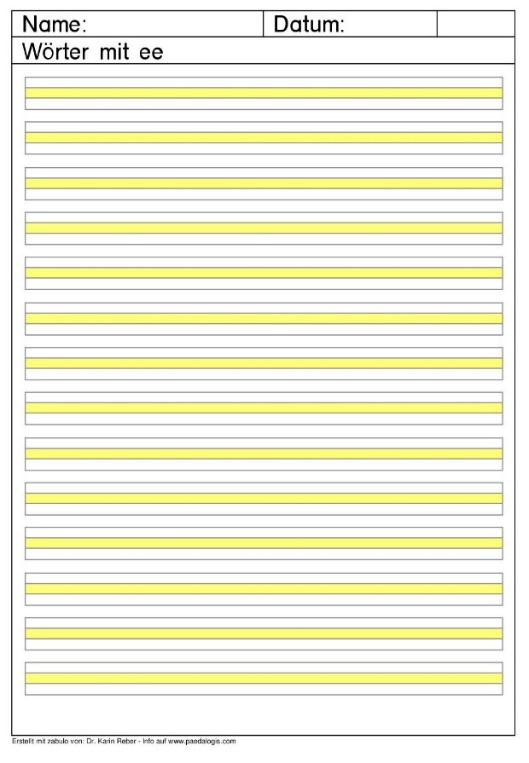 Name: Datum:
Wörter mit ee
Erstellt mit zabulo von: Dr. Karin Reber - Info auf www.paedalogis.com